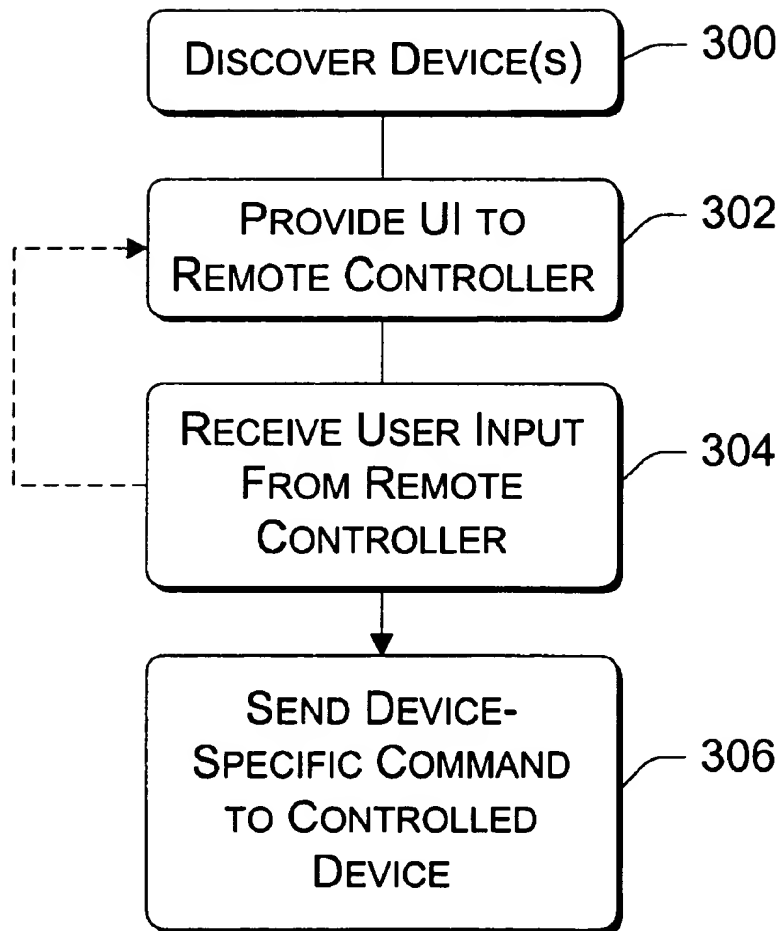 DISCOVER DEVICE(S)
300
PROVIDE UI TO
REMOTE CONTROLLER
302
RECEIVE USER INPUT
FROM REMOTE
CONTROLLER
304
SEND DEVICE-
SPECIFIC COMMAND
TO CONTROLLED
DEVICE
306